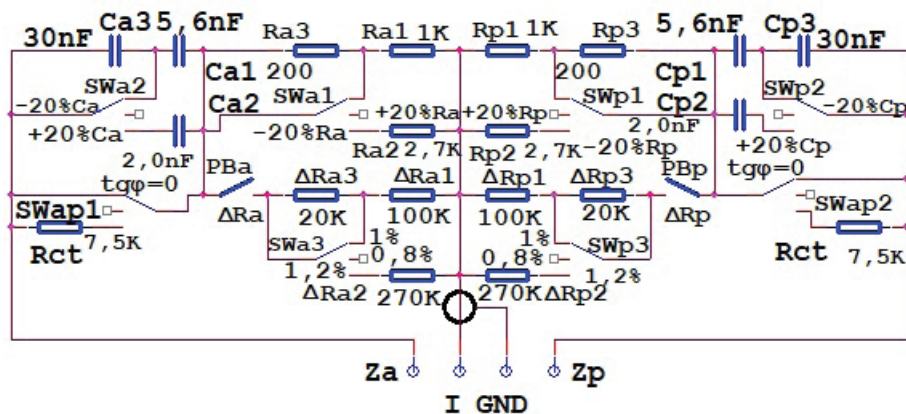 Ca3 5,6nF
5,6nF Cp3
30nF
Ra3 Ra1 1K Rp1 1K Rp3
30nF
SWa2 200 200 SWp2
Ca1 Cp1
-20%Ca Ca2 SWa1 SWp1 Cp2 -20%Cp
+20%Ra +20%Rp
+20%Ca -20%Ra 2,0nF +20%Cp
2,0nF Ra2 2,7K Rp2 2,7K -20%Rp
tgφ=0 PBa ΔRa3 ΔRa1 ΔRp1 ΔRp3 PBp tgφ=0
SWap1 ΔRa 20K 100K 100K 20K ΔRp SWap2
Rct 7,5K SWa3 1% 1% SWp3 Rct 7,5K
0,8% 0,8%
1,2% 1,2%
ΔRa2 270K 270K ΔRp2
Za Zp
I GND